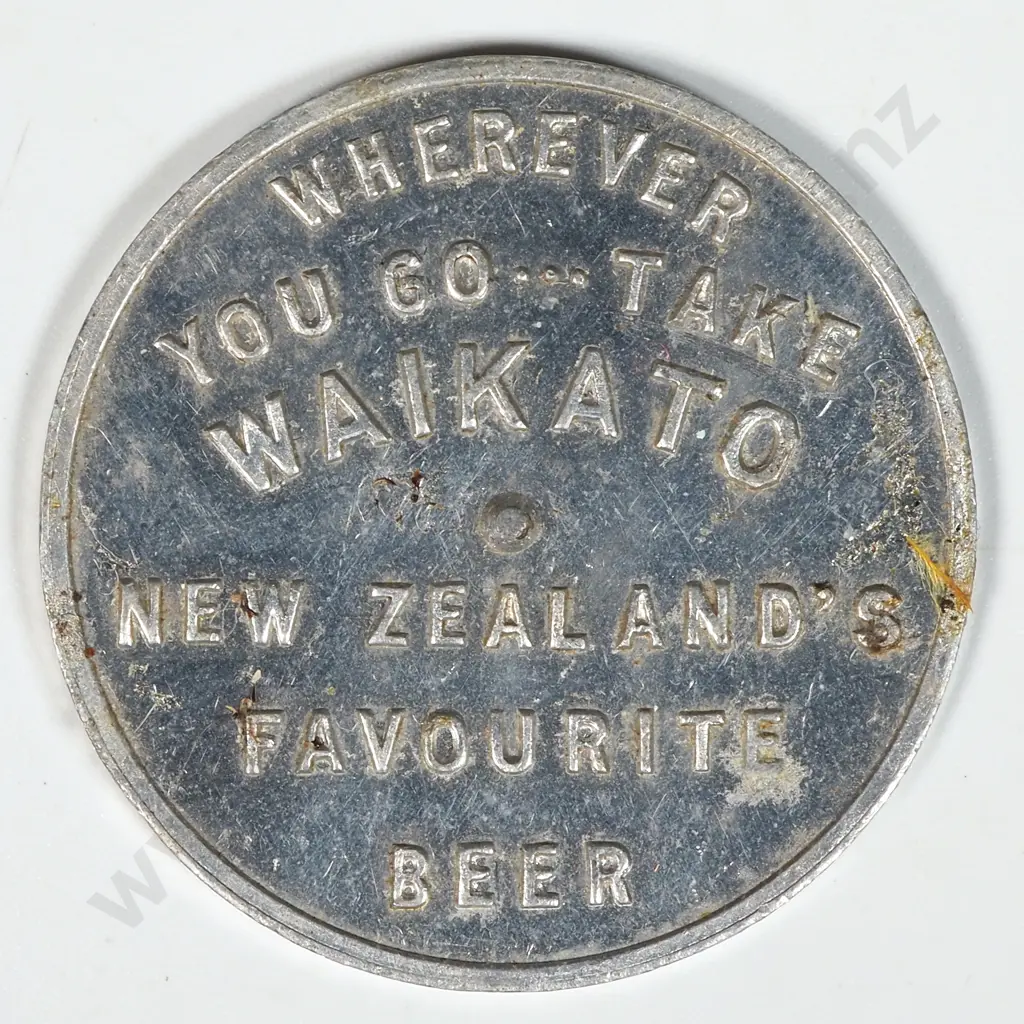 WHEREVER
YOU GO.... TAKE
WAIKATO
NEW ZEALAND'S
FAVOURITE
BEER